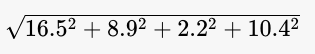 √16.5² + 8.9² + 2.2² + 10.4²